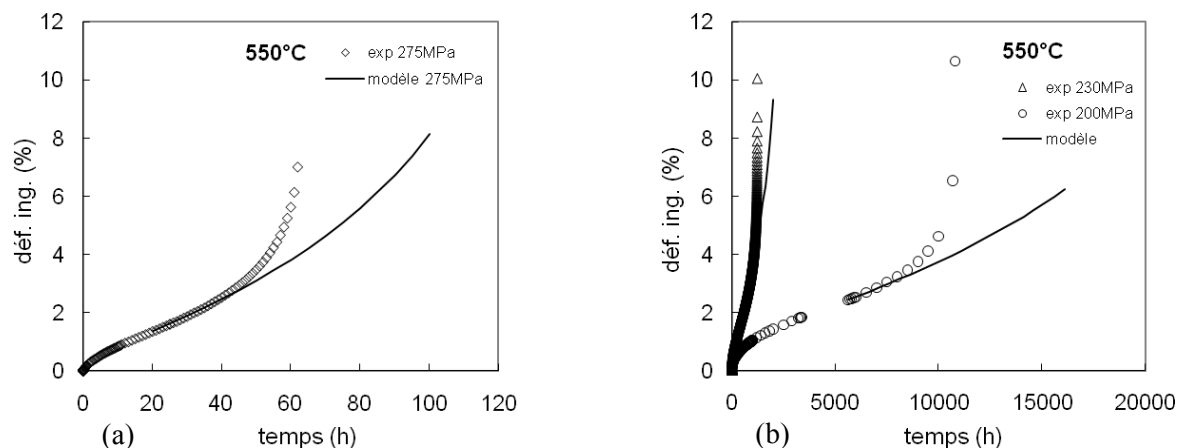 12
10
8
6
4
2
0
déf. ing. (%)
550°C
exp 275MPa
modèle 275MPa
0 20 40 60 80 100 120
temps (h)
(a)
12
10
8
6
4
2
0
déf. ing. (%)
550°C
exp 230MPa
exp 200MPa
modèle
0 5000 10000 15000 20000
temps (h)
(b)